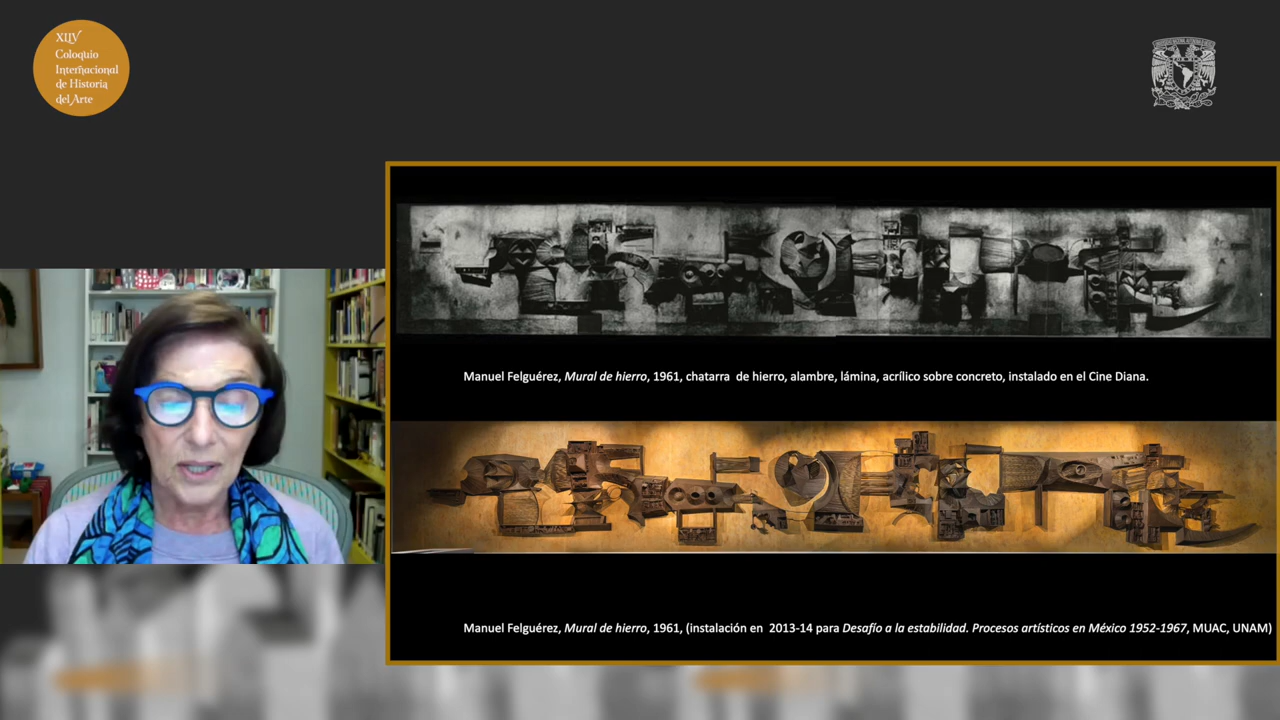 XLIV
Coloquio
Internacional
de Historia
del Arte
Manuel Felguérez, Mural de hierro, 1961, chatarra de hierro, alambre, lámina, acrílico sobre concreto, instalado en el Cine Diana.
Manuel Felguérez, Mural de hierro, 1961, (instalación en 2013-14 para Desafío a la estabilidad. Procesos artísticos en México 1952-1967, MUAC, UNAM)